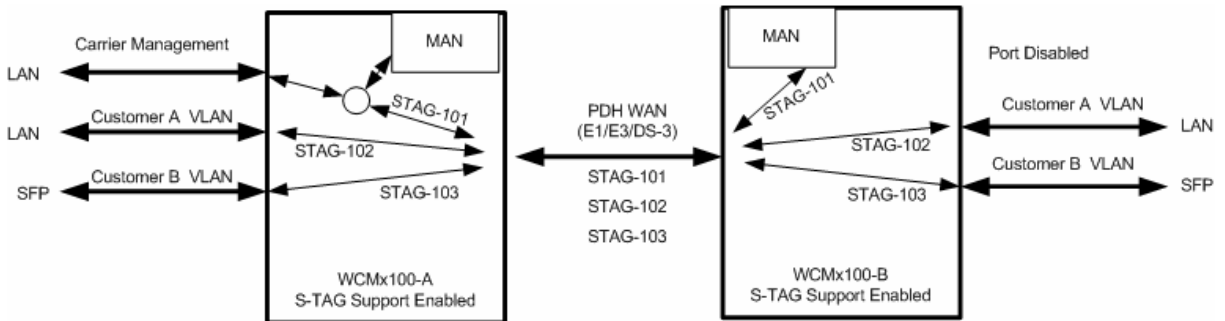 MAN
Carrier Management
LAN
STAG-101
Customer A VLAN
LAN
STAG-102
Customer B VLAN
SFP
STAG-103
WCMx100-A
S-TAG Support Enabled
PDH WAN
(E1/E3/DS-3)
STAG-101
STAG-102
STAG-103
MAN
STAG-101
Port Disabled
Customer A VLAN
LAN
STAG-102
Customer B VLAN
SFP
STAG-103
WCMx100-B
S-TAG Support Enabled